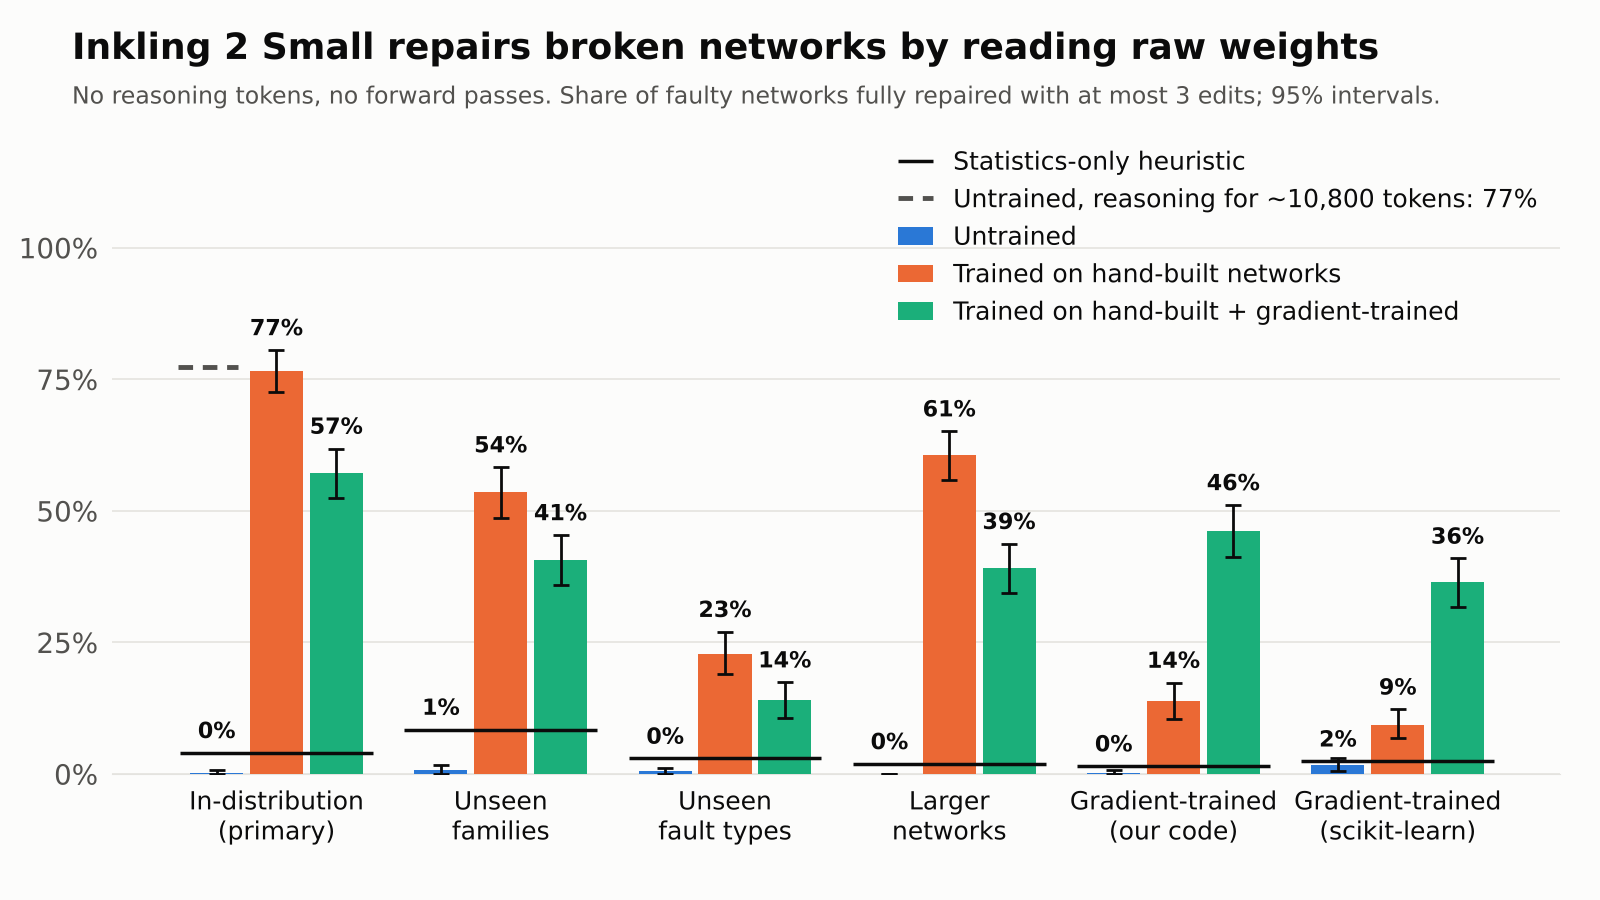 Inkling 2 Small repairs broken networks by reading raw weights
No reasoning tokens, no forward passes. Share of faulty networks fully repaired with at most 3 edits; 95% intervals.
Statistics-only heuristic
Untrained, reasoning for ~10,800 tokens: 77%
Untrained
Trained on hand-built networks
Trained on hand-built + gradient-trained
100%
75%
50%
25%
0%
0%
77%
57%
1%
54%
41%
0%
23%
14%
0%
61%
39%
0%
14%
46%
2%
9%
36%
In-distribution
(primary)
Unseen
families
Unseen
fault types
Larger
networks
Gradient-trained
(our code)
Gradient-trained
(scikit-learn)